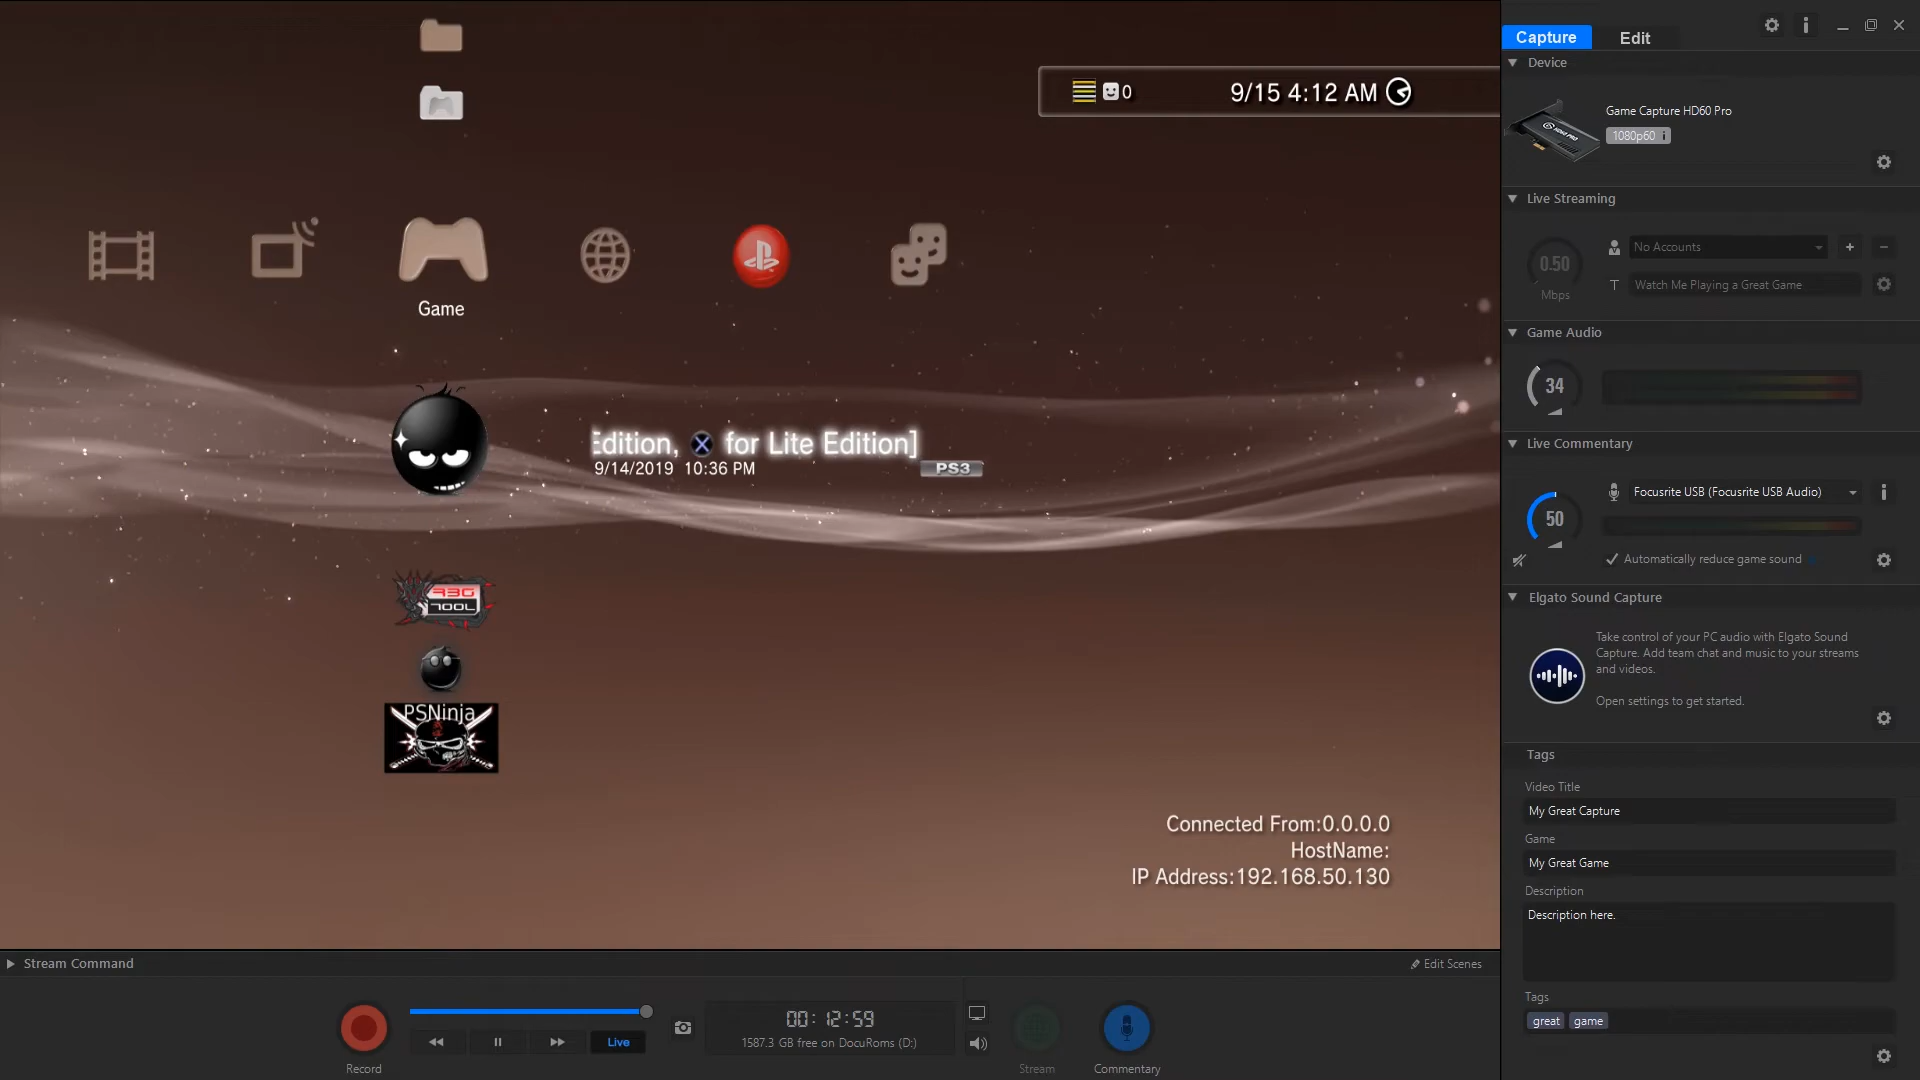 0
9/15 4:12 AM
Game
Edition, for Lite Edition]
9/14/2019 10:36 PM
PS3
R3G
TOOL
PSNinja
Connected From:0.0.0.0
HostName:
IP Address:192.168.50.130
Capture
Edit
Device
Game Capture HD60 Pro
1080p60 i
HD60 PRO
Live Streaming
0.50
Mbps
No Accounts
+ −
T Watch Me Playing a Great Game
Game Audio
34
Live Commentary
50
Focusrite USB (Focusrite USB Audio)
Automatically reduce game sound
Elgato Sound Capture
Take control of your PC audio with Elgato Sound
Capture. Add team chat and music to your streams
and videos.
Open settings to get started.
Tags
Video Title
My Great Capture
Game
My Great Game
Description
Description here.
Tags
great game
Stream Command
Edit Scenes
Record
Live
00:12:59
1587.3 GB free on DocuRoms (D:)
Stream
Commentary